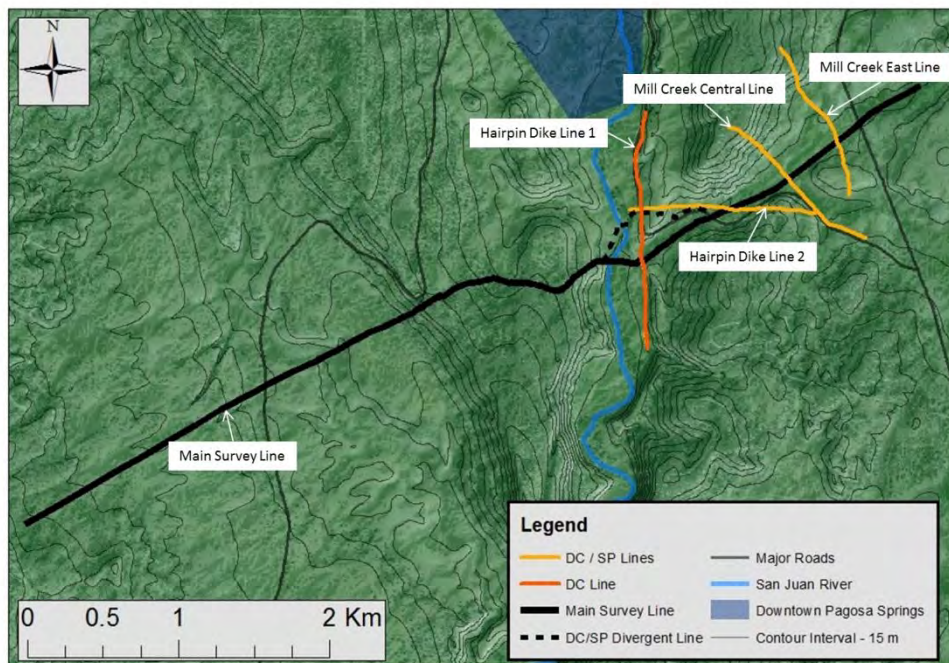 N
Mill Creek East Line
Mill Creek Central Line
Hairpin Dike Line 1
Hairpin Dike Line 2
Main Survey Line
Legend
DC / SP Lines
Major Roads
DC Line
San Juan River
Main Survey Line
Downtown Pagosa Springs
DC/SP Divergent Line
Contour Interval - 15 m
0 0.5 1 2 Km